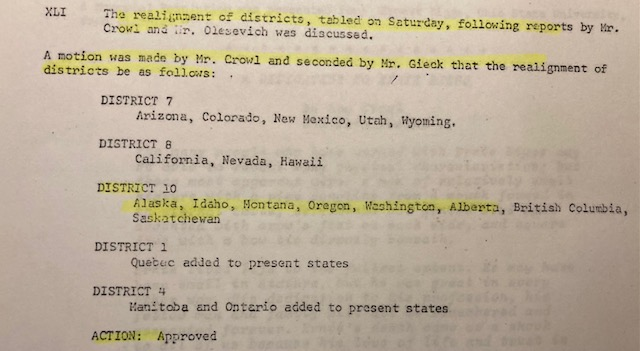 XLI The realignment of districts, tabled on Saturday, following reports by Mr.
Crowl and Mr. Olesevich was discussed.
A motion was made by Mr. Crowl and seconded by Mr. Gieck that the realignment of
districts be as follows:
DISTRICT 7
Arizona, Colorado, New Mexico, Utah, Wyoming.
DISTRICT 8
California, Nevada, Hawaii
DISTRICT 10
Alaska, Idaho, Montana, Oregon, Washington, Alberta, British Columbia,
Saskatchewan
DISTRICT 1
Quebec added to present states
DISTRICT 4
Manitoba and Ontario added to present states
ACTION: Approved